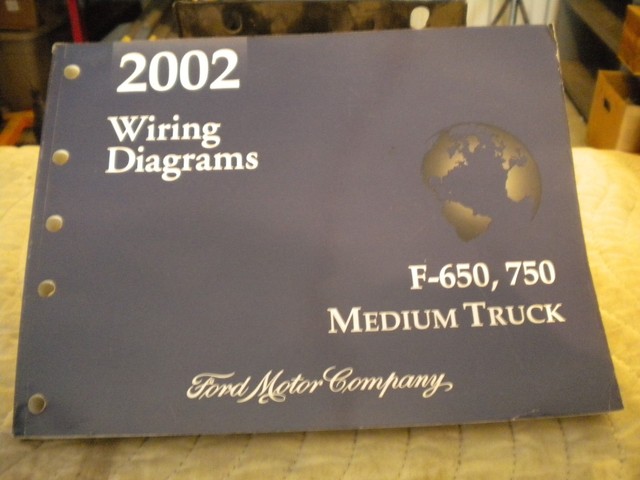 2002
Wiring
Diagrams
F-650, 750
MEDIUM TRUCK
Ford Motor Company